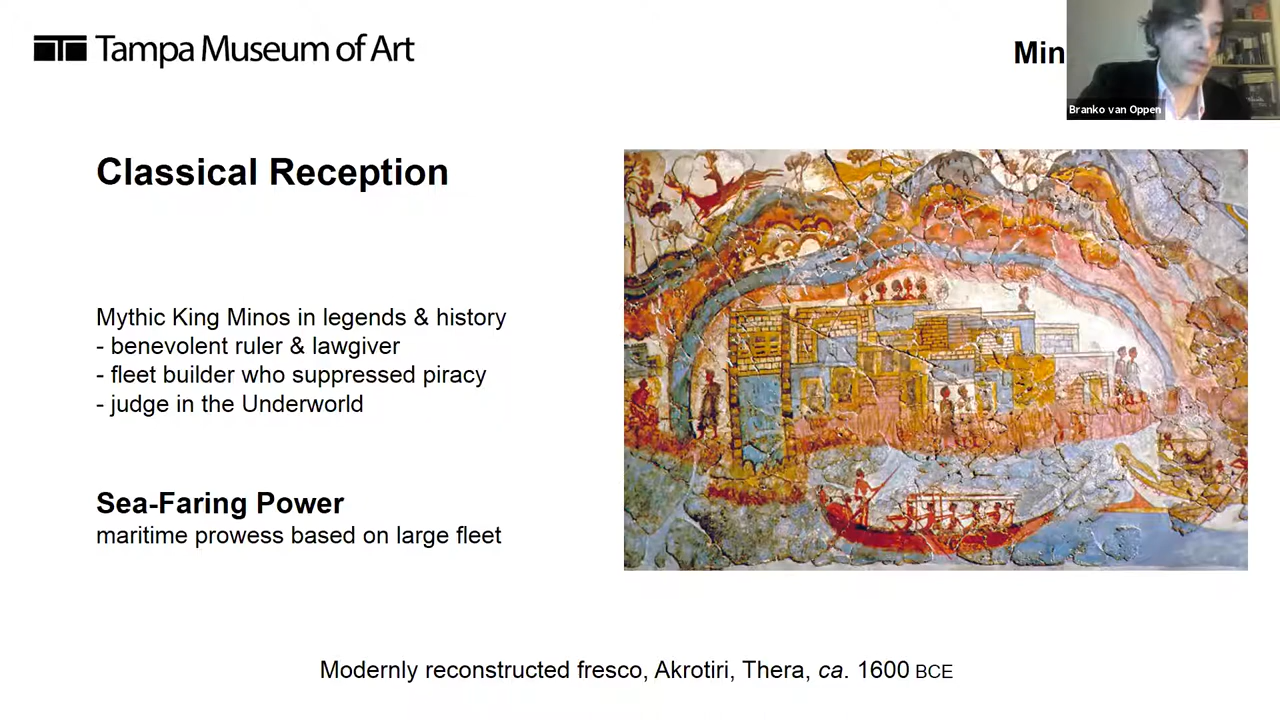 Tampa Museum of Art
Min
Branko van Oppen
Classical Reception
Mythic King Minos in legends & history
- benevolent ruler & lawgiver
- fleet builder who suppressed piracy
- judge in the Underworld
Sea-Faring Power
maritime prowess based on large fleet
Modernly reconstructed fresco, Akrotiri, Thera, ca. 1600 BCE